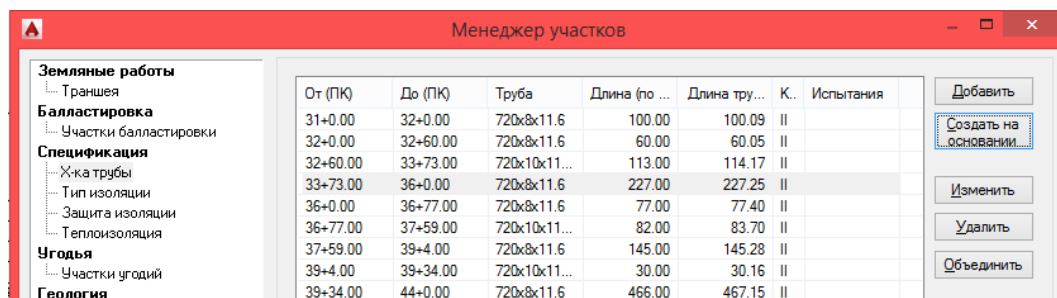 Менеджер участков
Земляные работы
Траншея
Балластировка
Участки балластировки
Спецификация
Х-ка трубы
Тип изоляции
Защита изоляции
Теплоизоляция
Угодья
Участки угодий
Геология
От (ПК) До (ПК) Труба Длина (по ... Длина тру... К.. Испытания
31+0.00 32+0.00 720x8x11.6 100.00 100.09 II
32+0.00 32+60.00 720x8x11.6 60.00 60.05 II
32+60.00 33+73.00 720x10x11... 113.00 114.17 II
33+73.00 36+0.00 720x8x11.6 227.00 227.25 II
36+0.00 36+77.00 720x8x11.6 77.00 77.40 II
36+77.00 37+59.00 720x10x11... 82.00 83.70 II
37+59.00 39+4.00 720x8x11.6 145.00 145.28 II
39+4.00 39+34.00 720x10x11... 30.00 30.16 II
39+34.00 44+0.00 720x8x11.6 466.00 467.15 II
Добавить
Создать на
основании...
Изменить
Удалить
Объединить